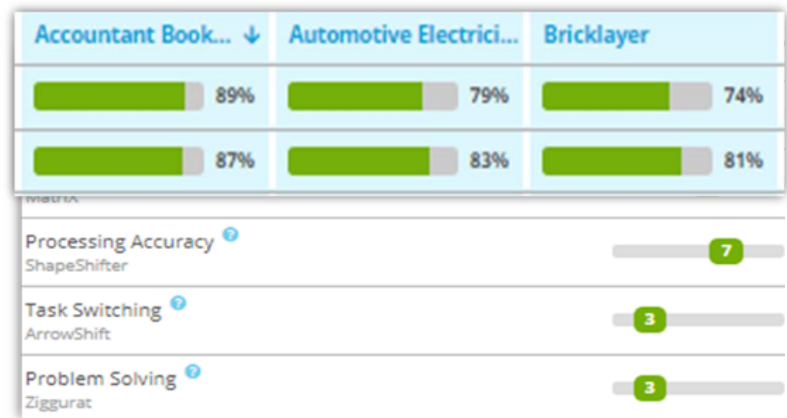 Accountant Book... ↓ Automotive Electrici... Bricklayer
89% 79% 74%
87% 83% 81%
MatriX
Processing Accuracy ?
7
ShapeShifter
Task Switching ?
3
ArrowShift
Problem Solving ?
3
Ziggurat